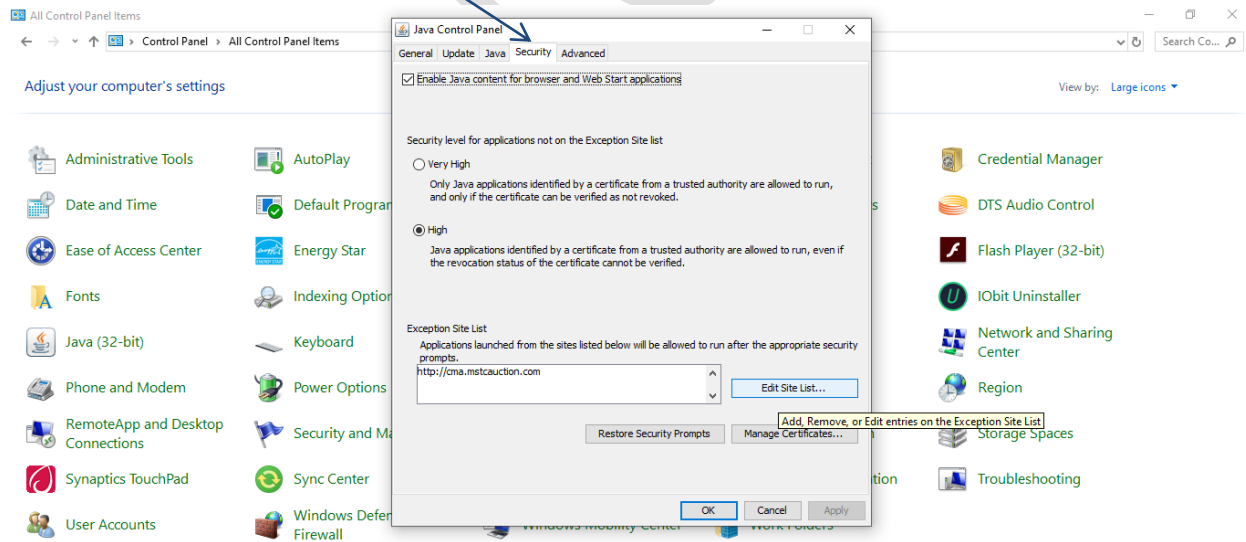 All Control Panel Items
Control Panel > All Control Panel Items
Search Co...
Adjust your computer's settings
View by: Large icons
Administrative Tools
AutoPlay
Credential Manager
Date and Time
Default Progran
s
DTS Audio Control
Ease of Access Center
Energy Star
Flash Player (32-bit)
Fonts
Indexing Option
IObit Uninstaller
Java (32-bit)
Keyboard
Network and Sharing
Center
Phone and Modem
Power Options
Region
RemoteApp and Desktop
Connections
Security and Ma
Storage Spaces
Synaptics TouchPad
Sync Center
tion
Troubleshooting
User Accounts
Windows Defen
Firewall
Windows Mobility Center
Work Folders
Java Control Panel
General Update Java Security Advanced
Enable Java content for browser and Web Start applications
Security level for applications not on the Exception Site list
Very High
Only Java applications identified by a certificate from a trusted authority are allowed to run,
and only if the certificate can be verified as not revoked.
High
Java applications identified by a certificate from a trusted authority are allowed to run, even if
the revocation status of the certificate cannot be verified.
Exception Site List
Applications launched from the sites listed below will be allowed to run after the appropriate security
prompts.
http://cma.mstcauction.com
Edit Site List...
Add, Remove, or Edit entries on the Exception Site List
Restore Security Prompts
Manage Certificates...
OK
Cancel
Apply